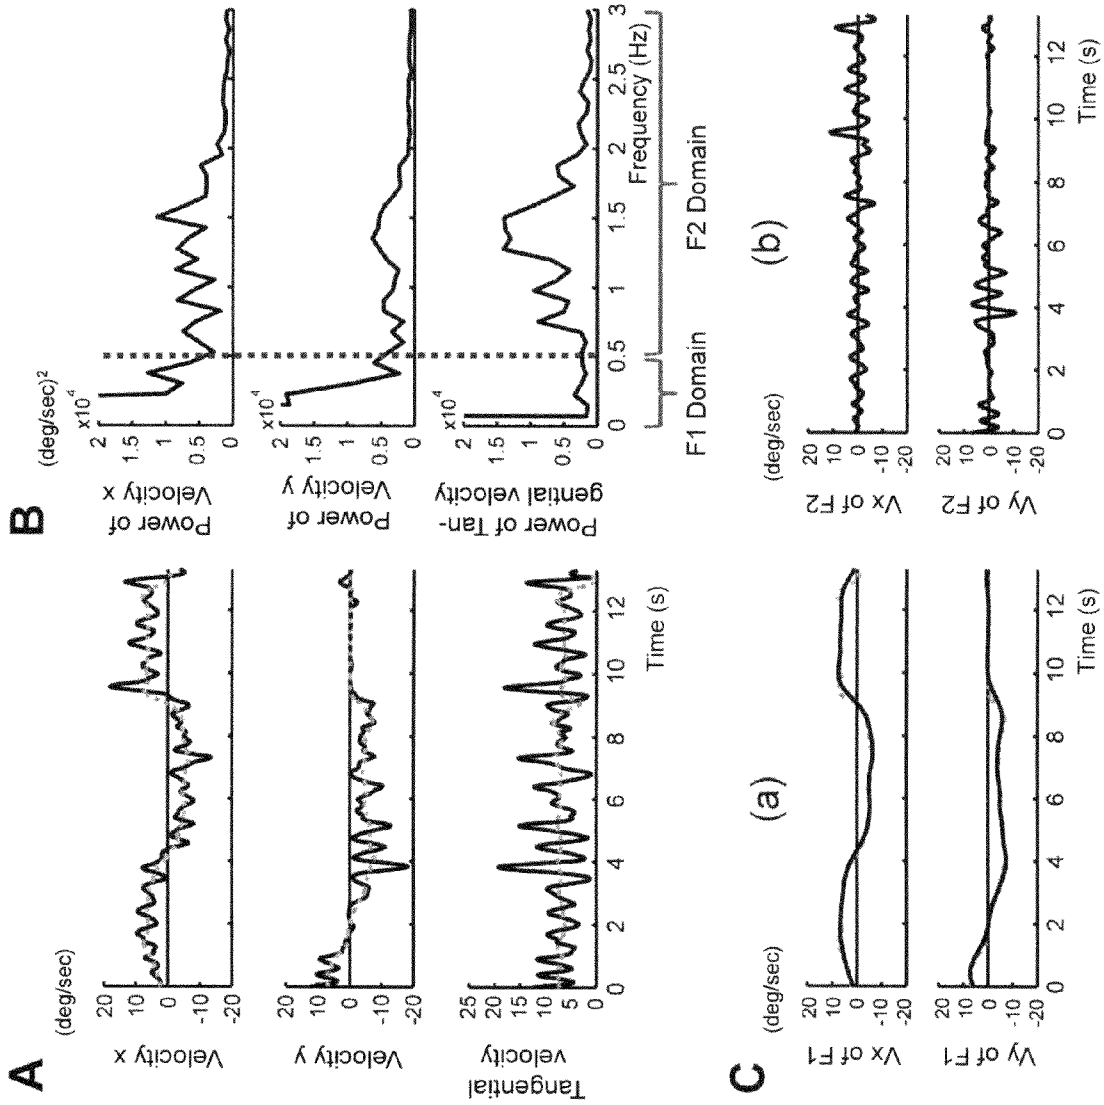 A
(deg/sec)
Velocity x
20
10
0
-10
-20
Velocity y
20
10
0
-10
-20
Tangential
velocity
25
20
15
10
5
0
0 2 4 6 8 10 12
Time (s)
B
(deg/sec)²
Power of
Velocity x
x10⁴
2
1.5
1
0.5
0
Power of
Velocity y
x10⁴
2
1.5
1
0.5
0
Power of Tan-
gential velocity
x10⁴
2
1.5
1
0.5
0
0 0.5 1 1.5 2 2.5 3
Frequency (Hz)
F1 Domain
F2 Domain
C
(a)
(deg/sec)
Vx of F1
20
10
0
-10
-20
Vy of F1
20
10
0
-10
-20
0 2 4 6 8 10 12
Time (s)
(b)
(deg/sec)
Vx of F2
20
10
0
-10
-20
Vy of F2
20
10
0
-10
-20
0 2 4 6 8 10 12
Time (s)